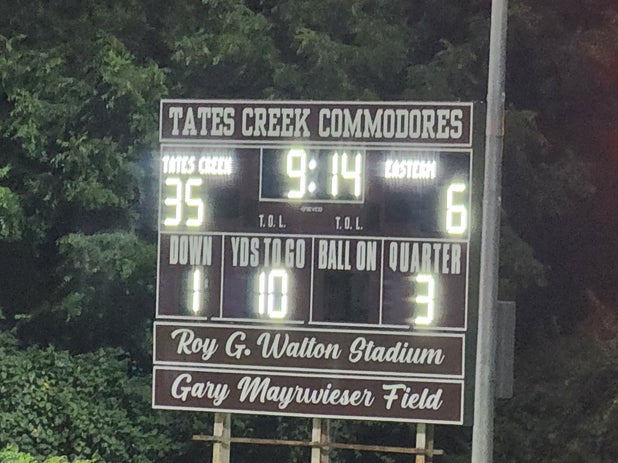 TATES CREEK COMMODORES
TATES CREEK 9:14 EASTERN
35 6
NEVCO
T.O.L. T.O.L.
DOWN YDS TO GO BALL ON QUARTER
1 10 3
Roy G. Walton Stadium
Gary Mayrwieser Field